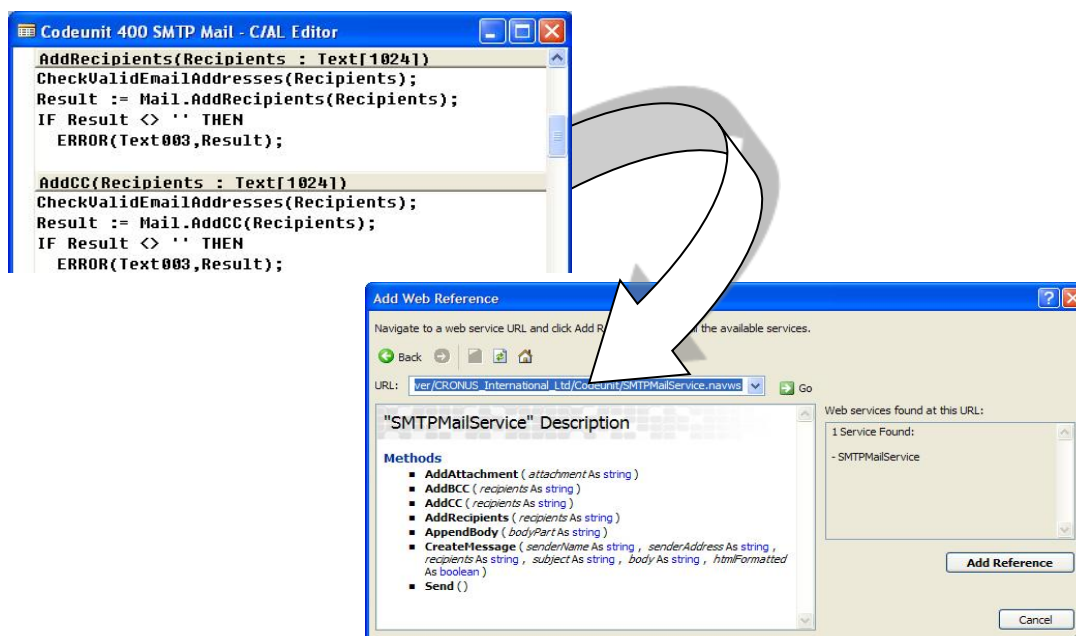 Codeunit 400 SMTP Mail - C/AL Editor
AddRecipients(Recipients : Text[1024])
CheckValidEmailAddresses(Recipients);
Result := Mail.AddRecipients(Recipients);
IF Result <> '' THEN
ERROR(Text003,Result);
AddCC(Recipients : Text[1024])
CheckValidEmailAddresses(Recipients);
Result := Mail.AddCC(Recipients);
IF Result <> '' THEN
ERROR(Text003,Result);
Add Web Reference
Navigate to a web service URL and click Add R the available services.
Back
URL: ver/CRONUS_International_Ltd/Codeunit/SMTPMailService.navws Go
"SMTPMailService" Description
Methods
AddAttachment ( attachment As string )
AddBCC ( recipients As string )
AddCC ( recipients As string )
AddRecipients ( recipients As string )
AppendBody ( bodyPart As string )
CreateMessage ( senderName As string , senderAddress As string ,
recipients As string , subject As string , body As string , htmlFormatted
As boolean )
Send ()
Web services found at this URL:
1 Service Found:
- SMTPMailService
Add Reference
Cancel